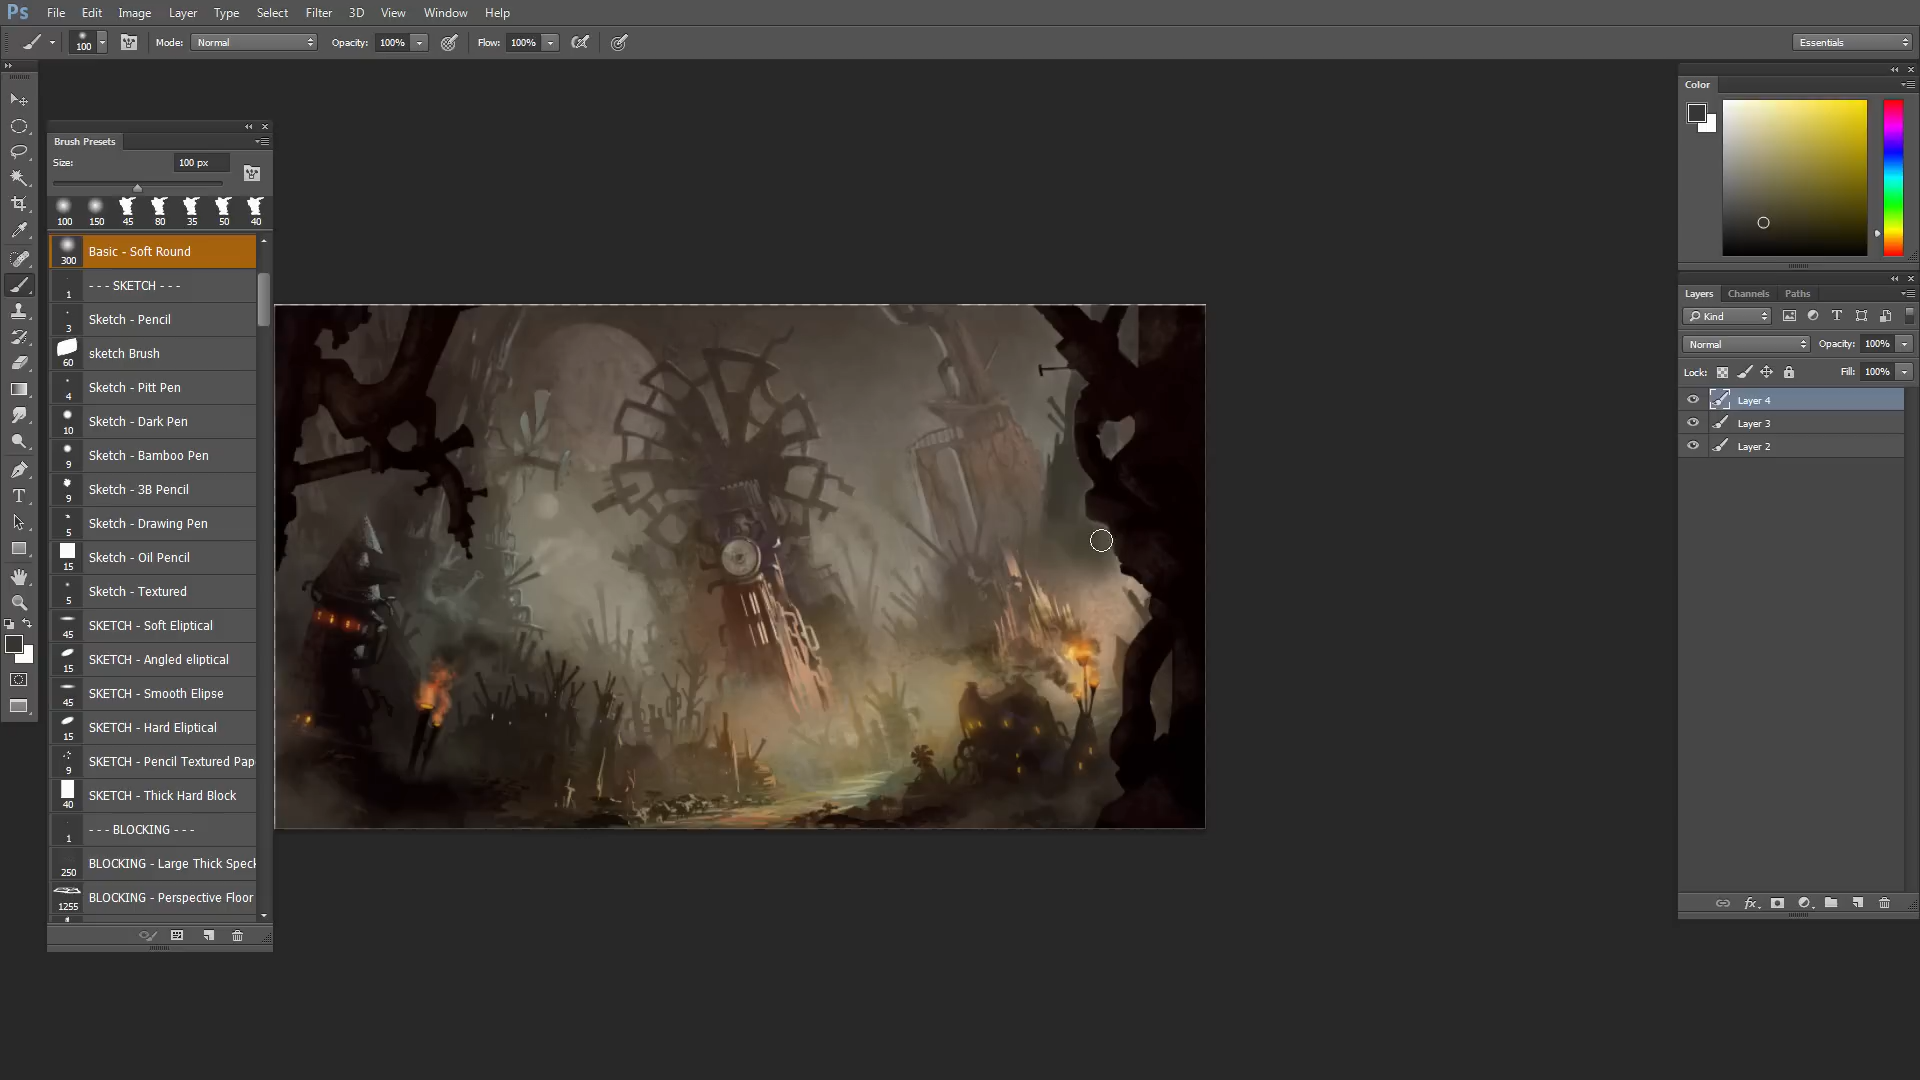 Ps File Edit Image Layer Type Select Filter 3D View Window Help
100 Mode: Normal Opacity: 100% Flow: 100% Essentials
Color
Brush Presets
Size: 100 px
100 150 45 80 35 50 40
300 Basic - Soft Round
1 - - - SKETCH - - -
3 Sketch - Pencil
60 sketch Brush
4 Sketch - Pitt Pen
10 Sketch - Dark Pen
9 Sketch - Bamboo Pen
9 Sketch - 3B Pencil
5 Sketch - Drawing Pen
15 Sketch - Oil Pencil
5 Sketch - Textured
45 SKETCH - Soft Eliptical
15 SKETCH - Angled eliptical
45 SKETCH - Smooth Elipse
15 SKETCH - Hard Eliptical
9 SKETCH - Pencil Textured Pap
40 SKETCH - Thick Hard Block
1 - - - BLOCKING - - -
250 BLOCKING - Large Thick Speck
1255 BLOCKING - Perspective Floor
Layers Channels Paths
Kind
Normal Opacity: 100%
Lock: Fill: 100%
Layer 4
Layer 3
Layer 2
fx